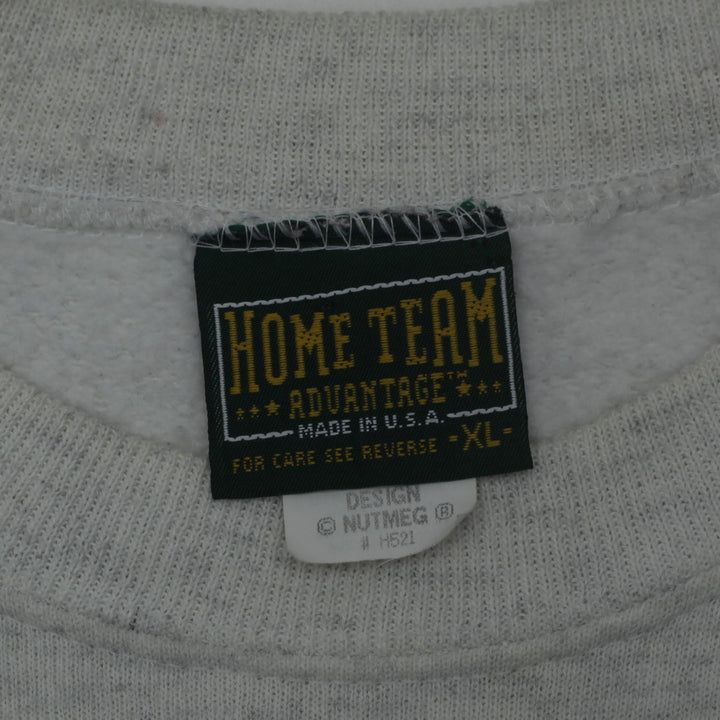 HOME TEAM
ADVANTAGE™
MADE IN U.S.A.
FOR CARE SEE REVERSE -XL-
DESIGN
© NUTMEG ®
# H521